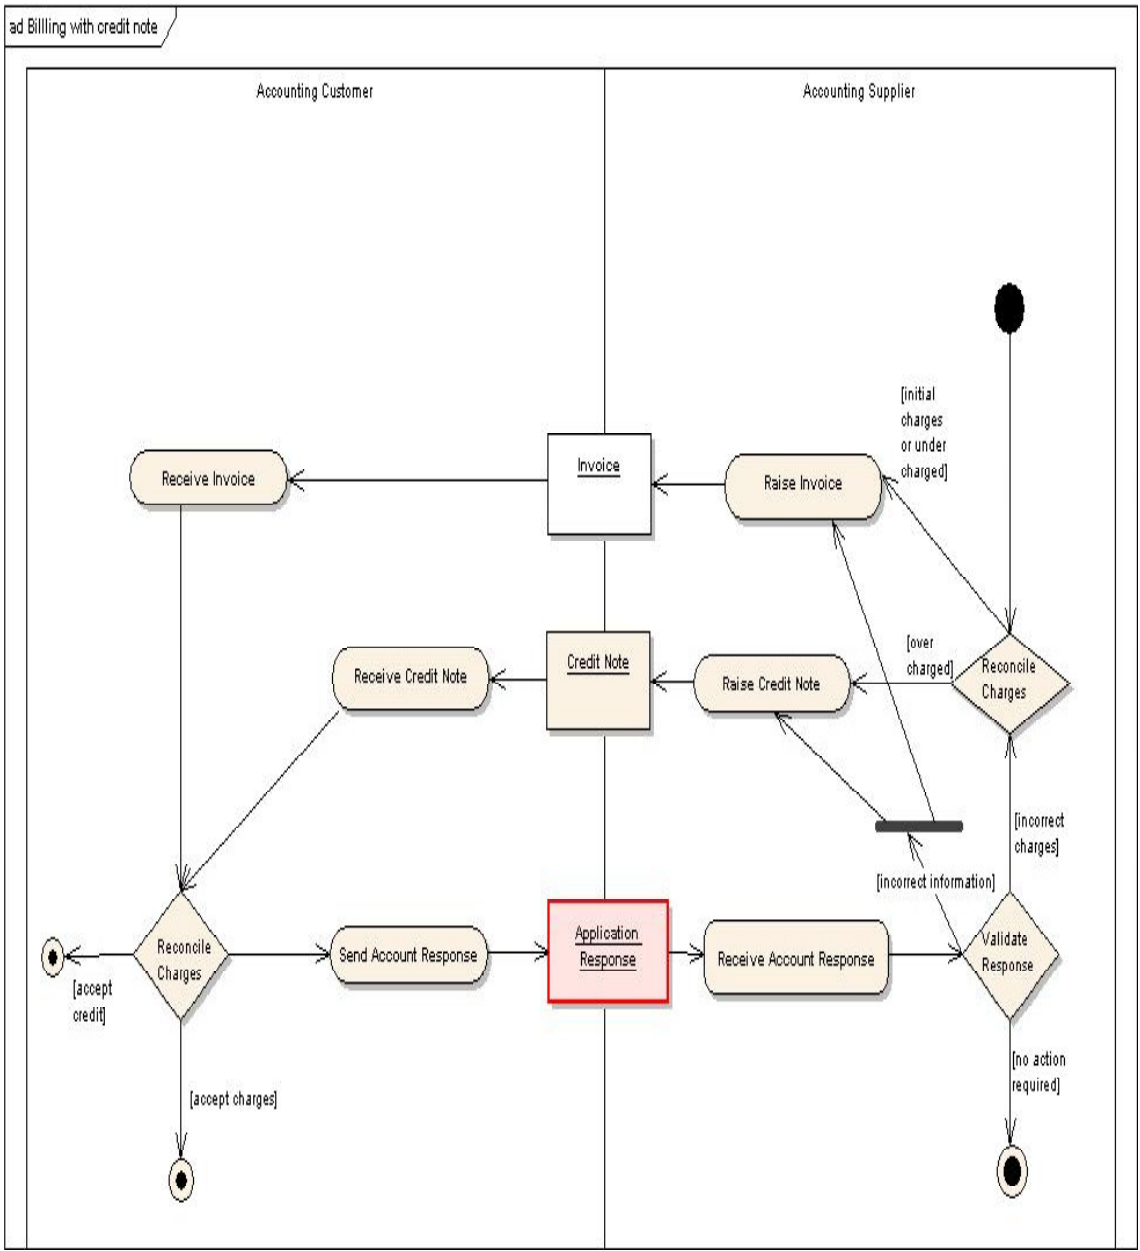 ad Billling with credit note
Accounting Customer
Accounting Supplier
[initial
charges
or under
charged]
Receive Invoice
Invoice
Raise Invoice
[over
charged]
Receive Credit Note
Credit Note
Raise Credit Note
Reconcile
Charges
[incorrect
charges]
[incorrect information]
Reconcile
Charges
Send Account Response
Application
Response
Receive Account Response
Validate
Response
[accept
credit]
[no action
required]
[accept charges]